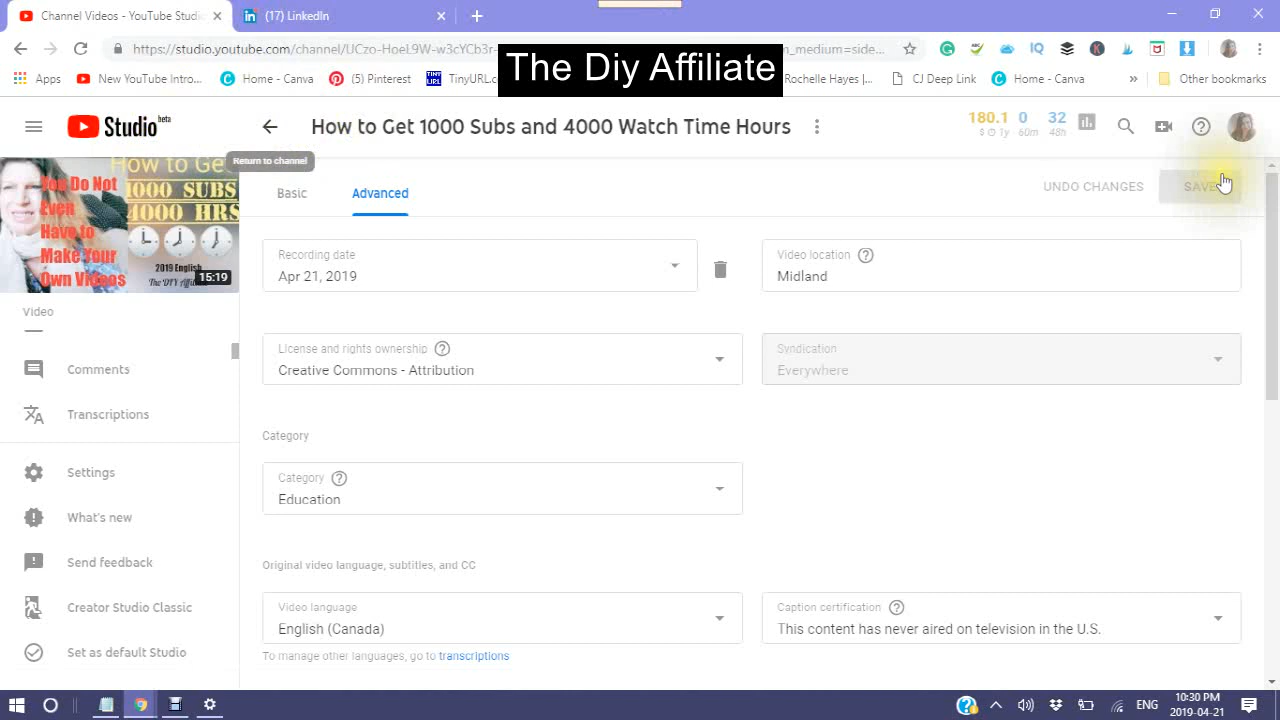 Channel Videos - YouTube Studio
(17) LinkedIn
https://studio.youtube.com/channel/UCzo-HoeL9W-w3cYCb3r-
m_medium=side...
Apps
New YouTube Intro...
Home - Canva
(5) Pinterest
TinyURL.c
The Diy Affiliate
Rochelle Hayes |...
CJ Deep Link
Home - Canva
»
Other bookmarks
Studio beta
How to Get 1000 Subs and 4000 Watch Time Hours
180.1 0 32
$ 1y 60m 48h
Return to channel
How to Get
1000 SUBS
4000 HRS
You Do Not
Even
Have to
Make Your
Own Videos
2019 English
15:19
Basic
Advanced
UNDO CHANGES
SAVE
Recording date
Apr 21, 2019
Video location
Midland
Video
License and rights ownership
Creative Commons - Attribution
Syndication
Everywhere
Comments
Transcriptions
Category
Settings
Category
Education
What's new
Send feedback
Original video language, subtitles, and CC
Creator Studio Classic
Video language
English (Canada)
Caption certification
This content has never aired on television in the U.S.
Set as default Studio
To manage other languages, go to transcriptions
ENG
10:30 PM
2019-04-21